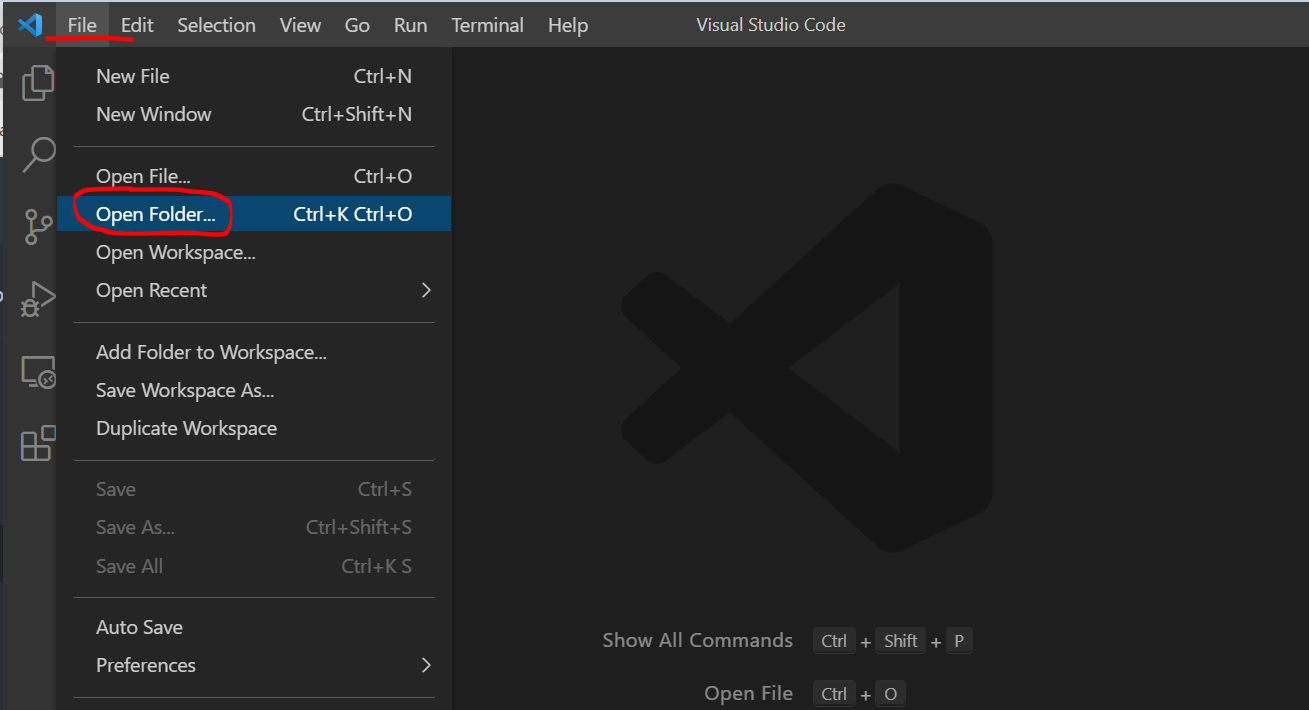 File Edit Selection View Go Run Terminal Help Visual Studio Code
New File Ctrl+N
New Window Ctrl+Shift+N
Open File... Ctrl+O
Open Folder... Ctrl+K Ctrl+O
Open Workspace...
Open Recent
Add Folder to Workspace...
Save Workspace As...
Duplicate Workspace
Save Ctrl+S
Save As... Ctrl+Shift+S
Save All Ctrl+K S
Auto Save
Preferences
Show All Commands Ctrl + Shift + P
Open File Ctrl + O